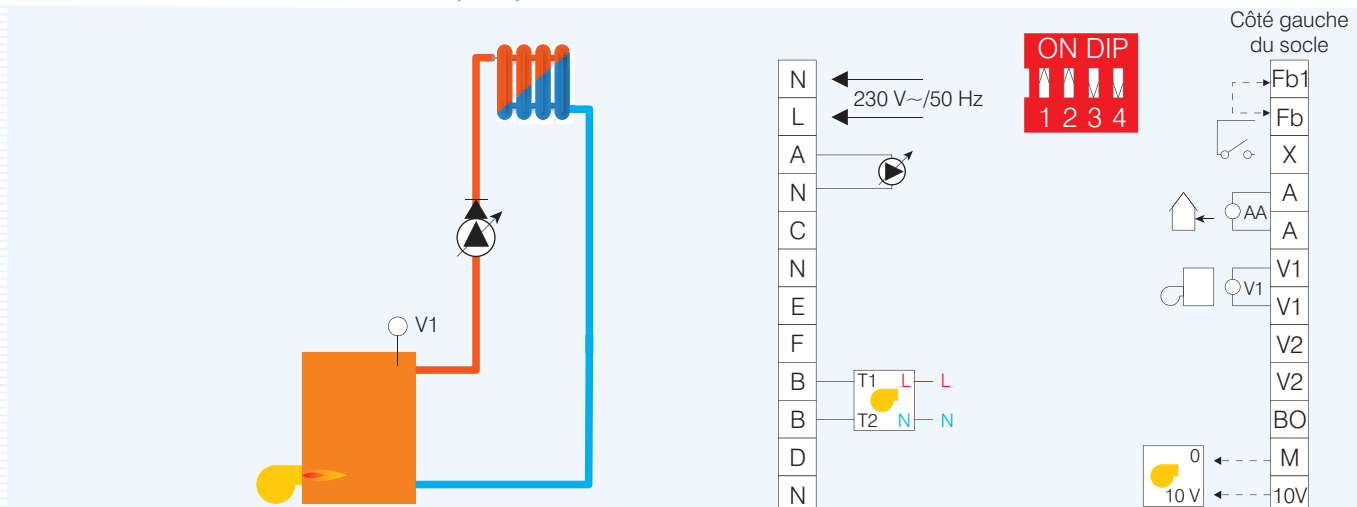 Côté gauche
du socle
V1
N
L
A
N
C
N
E
F
B
B
D
N
230 V~/50 Hz
T1 L L
T2 N N
ON DIP
1 2 3 4
Fb1
Fb
X
A
A
V1
V1
V2
V2
BO
M
10V
AA
V1
0
10 V